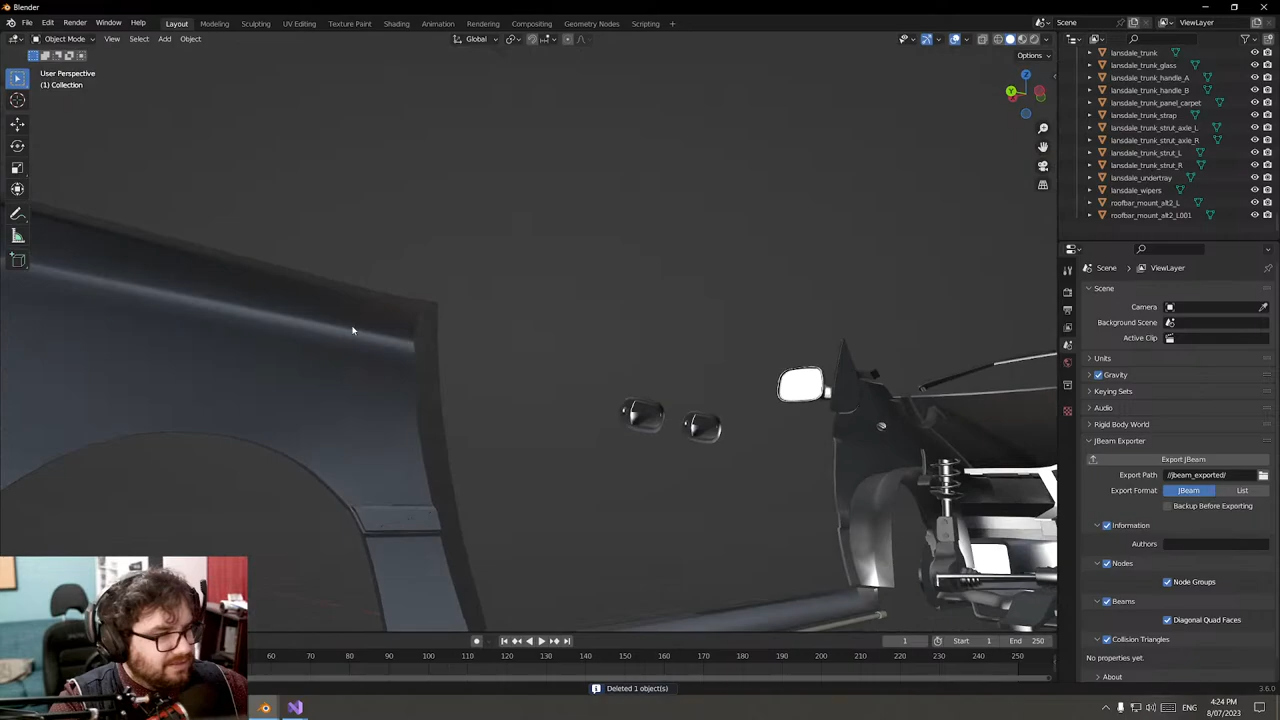 Blender
File Edit Render Window Help Layout Modeling Sculpting UV Editing Texture Paint Shading Animation Rendering Compositing Geometry Nodes Scripting + Scene ViewLayer
Object Mode View Select Add Object Global
Options
User Perspective
(1) Collection
Z
Y
lansdale_trunk
lansdale_trunk_glass
lansdale_trunk_handle_A
lansdale_trunk_handle_B
lansdale_trunk_panel_carpet
lansdale_trunk_strap
lansdale_trunk_strut_axle_L
lansdale_trunk_strut_axle_R
lansdale_trunk_strut_L
lansdale_trunk_strut_R
lansdale_undertray
lansdale_wipers
roofbar_mount_alt2_L
roofbar_mount_alt2_L001
Scene ViewLayer
Scene
Camera
Background Scene
Active Clip
Units
Gravity
Keying Sets
Audio
Rigid Body World
JBeam Exporter
Export JBeam
Export Path //jbeam_exported/
Export Format JBeam List
Backup Before Exporting
Information
Authors
Nodes
Node Groups
Beams
Diagonal Quad Faces
Collision Triangles
No properties yet.
About
1 Start 1 End 250
60 70 80 90 100 110 120 130 140 150 160 170 180 190 200 210 220 230 240 250
Deleted 1 object(s)
3.6.0
ENG
4:24 PM
8/07/2023